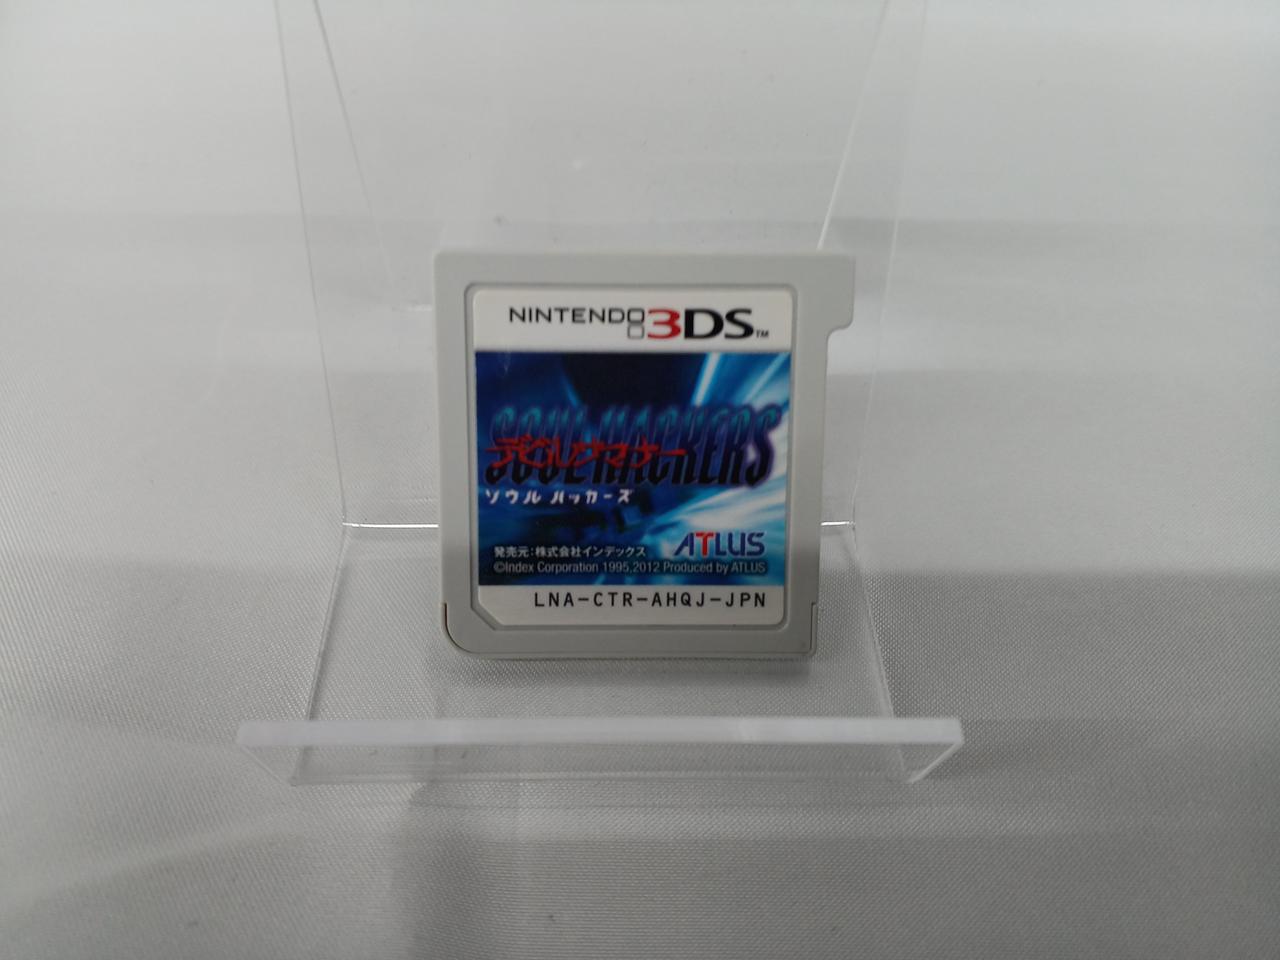 NINTENDO 3DS™
SOUL HACKERS
デビルサマナー
ソウル ハッカーズ
ATLUS
発売元:株式会社インデックス
©Index Corporation 1995,2012 Produced by ATLUS
LNA-CTR-AHQJ-JPN